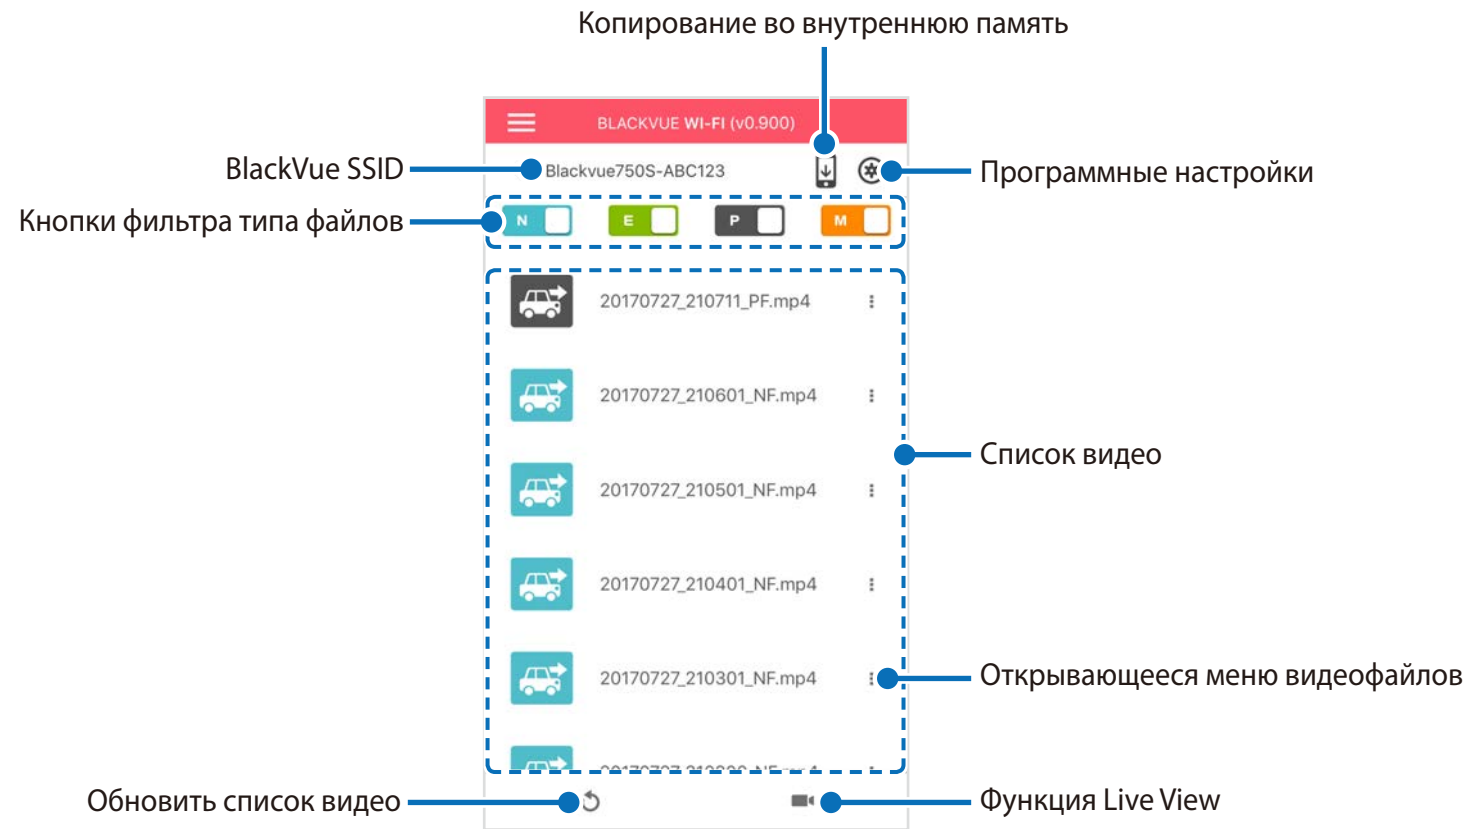 Копирование во внутреннюю память
BLACKVUE WI-FI (v0.900)
BlackVue SSID
Blackvue750S-ABC123
Программные настройки
Кнопки фильтра типа файлов
N
E
P
M
20170727_210711_PF.mp4
20170727_210601_NF.mp4
Список видео
20170727_210501_NF.mp4
20170727_210401_NF.mp4
20170727_210301_NF.mp4
Открывающееся меню видеофайлов
Обновить список видео
Функция Live View